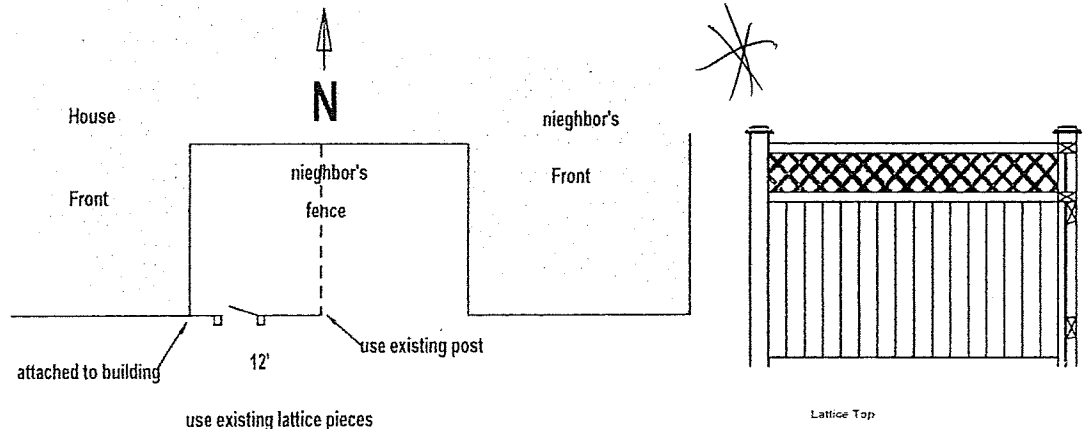 N
House
Front
nieghbor's
fence
nieghbor's
Front
attached to building
12'
use existing post
use existing lattice pieces
Lattice Top